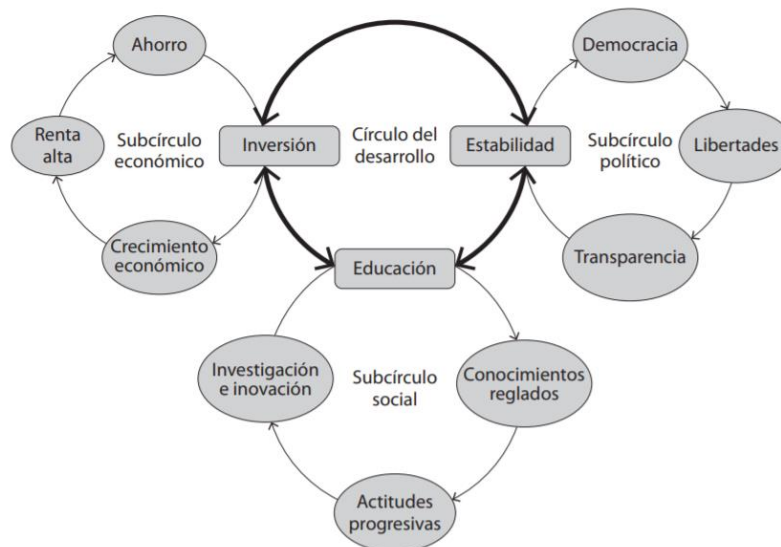 Ahorro
Democracia
Renta
alta
Subcírculo
económico
Inversión
Círculo del
desarrollo
Estabilidad
Subcírculo
político
Libertades
Crecimiento
económico
Educación
Transparencia
Investigación
e inovación
Subcírculo
social
Conocimientos
reglados
Actitudes
progresivas